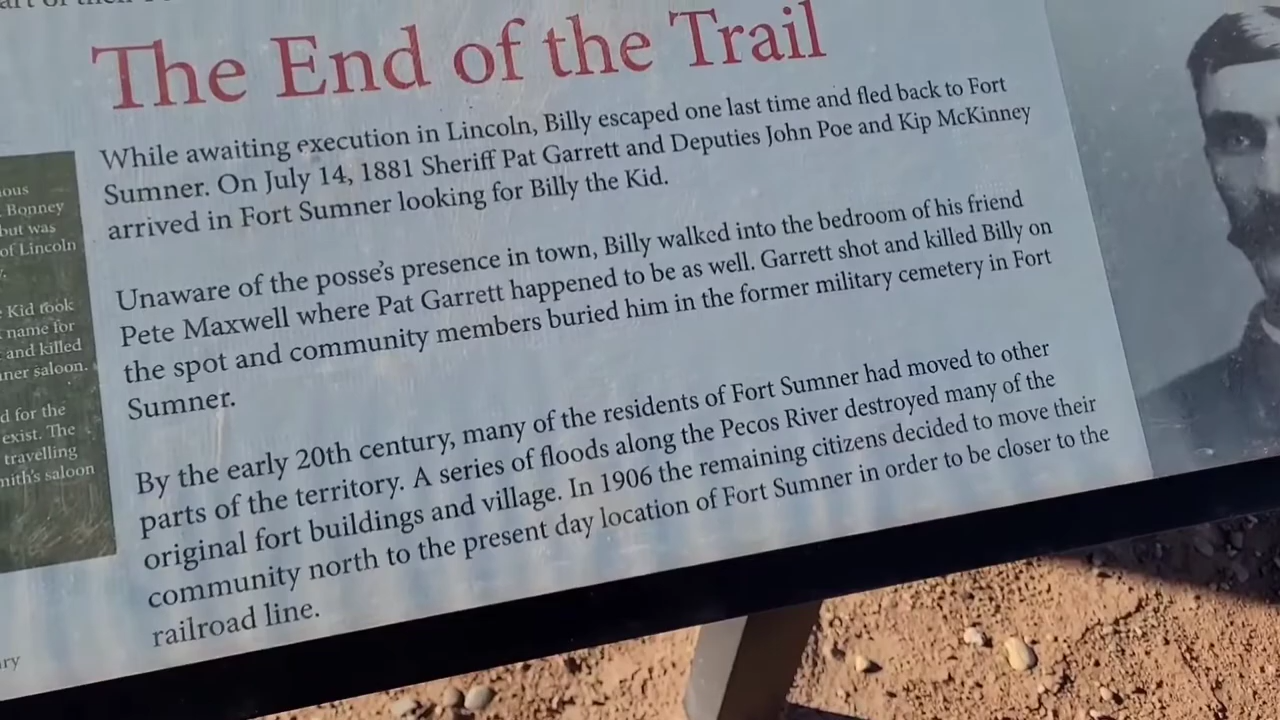 The End of the Trail
While awaiting execution in Lincoln, Billy escaped one last time and fled back to Fort
Sumner. On July 14, 1881 Sheriff Pat Garrett and Deputies John Poe and Kip McKinney
arrived in Fort Sumner looking for Billy the Kid.
Unaware of the posse's presence in town, Billy walked into the bedroom of his friend
Pete Maxwell where Pat Garrett happened to be as well. Garrett shot and killed Billy on
the spot and community members buried him in the former military cemetery in Fort
Sumner.
By the early 20th century, many of the residents of Fort Sumner had moved to other
parts of the territory. A series of floods along the Pecos River destroyed many of the
original fort buildings and village. In 1906 the remaining citizens decided to move their
community north to the present day location of Fort Sumner in order to be closer to the
railroad line.
Bonney
but was
of Lincoln
Kid took
name for
and killed
saloon.
d for the
exist. The
travelling
saloon